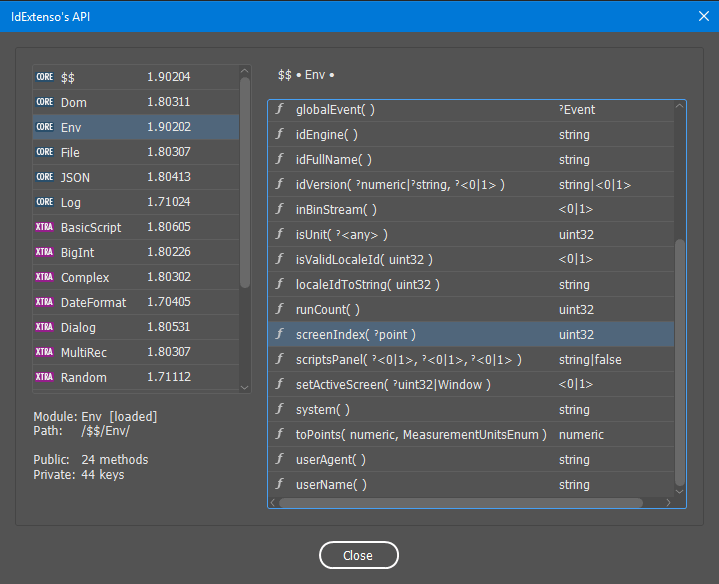 IdExtenso's API
CORE $$ 1.90204
CORE Dom 1.80311
CORE Env 1.90202
CORE File 1.80307
CORE JSON 1.80413
CORE Log 1.71024
XTRA BasicScript 1.80605
XTRA BigInt 1.80226
XTRA Complex 1.80302
XTRA DateFormat 1.70405
XTRA Dialog 1.80531
XTRA MultiRec 1.80307
XTRA Random 1.71112
Module: Env [loaded]
Path: /$$/Env/
Public: 24 methods
Private: 44 keys
$$ • Env •
ƒ globalEvent( ) ?Event
ƒ idEngine( ) string
ƒ idFullName( ) string
ƒ idVersion( ?numeric|?string, ?<0|1> ) string|<0|1>
ƒ inBinStream( ) <0|1>
ƒ isUnit( ?<any> ) uint32
ƒ isValidLocaleId( uint32 ) <0|1>
ƒ localeIdToString( uint32 ) string
ƒ runCount( ) uint32
ƒ screenIndex( ?point ) uint32
ƒ scriptsPanel( ?<0|1>, ?<0|1>, ?<0|1> ) string|false
ƒ setActiveScreen( ?uint32|Window ) <0|1>
ƒ system( ) string
ƒ toPoints( numeric, MeasurementUnitsEnum ) numeric
ƒ userAgent( ) string
ƒ userName( ) string
Close